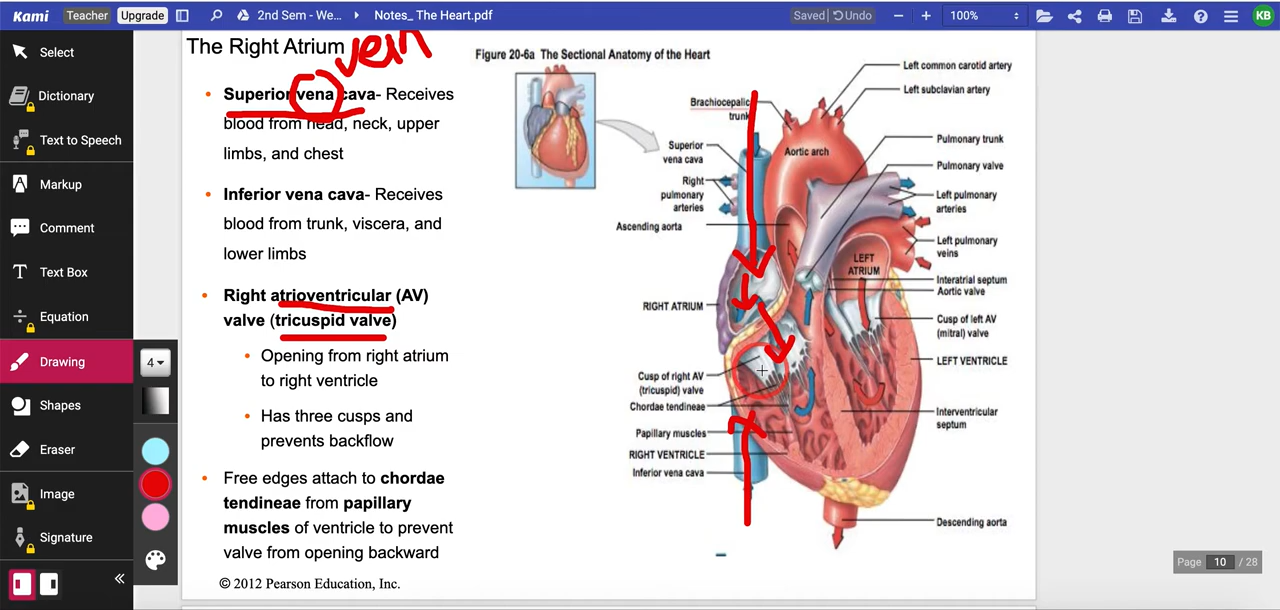 Kami
Teacher
Upgrade
2nd Sem - We...
Notes_ The Heart.pdf
Saved
Undo
100%
KB
Select
Dictionary
Text to Speech
Markup
Comment
Text Box
Equation
Drawing
4
Shapes
Eraser
Image
Signature
The Right Atrium
vein
Superior vena cava- Receives
blood from head, neck, upper
limbs, and chest
Inferior vena cava- Receives
blood from trunk, viscera, and
lower limbs
Right atrioventricular (AV)
valve (tricuspid valve)
Opening from right atrium
to right ventricle
Has three cusps and
prevents backflow
Free edges attach to chordae
tendineae from papillary
muscles of ventricle to prevent
valve from opening backward
© 2012 Pearson Education, Inc.
Figure 20-6a The Sectional Anatomy of the Heart
Brachiocepalic
trunk
Superior
vena cava
Right
pulmonary
arteries
Ascending aorta
RIGHT ATRIUM
Cusp of right AV
(tricuspid) valve
Chordae tendineae
Papillary muscles
RIGHT VENTRICLE
Inferior vena cava
Aortic arch
LEFT
ATRIUM
Left common carotid artery
Left subclavian artery
Pulmonary trunk
Pulmonary valve
Left pulmonary
arteries
Left pulmonary
veins
Interatrial septum
Aortic valve
Cusp of left AV
(mitral) valve
LEFT VENTRICLE
Interventricular
septum
Descending aorta
Page 10 / 28